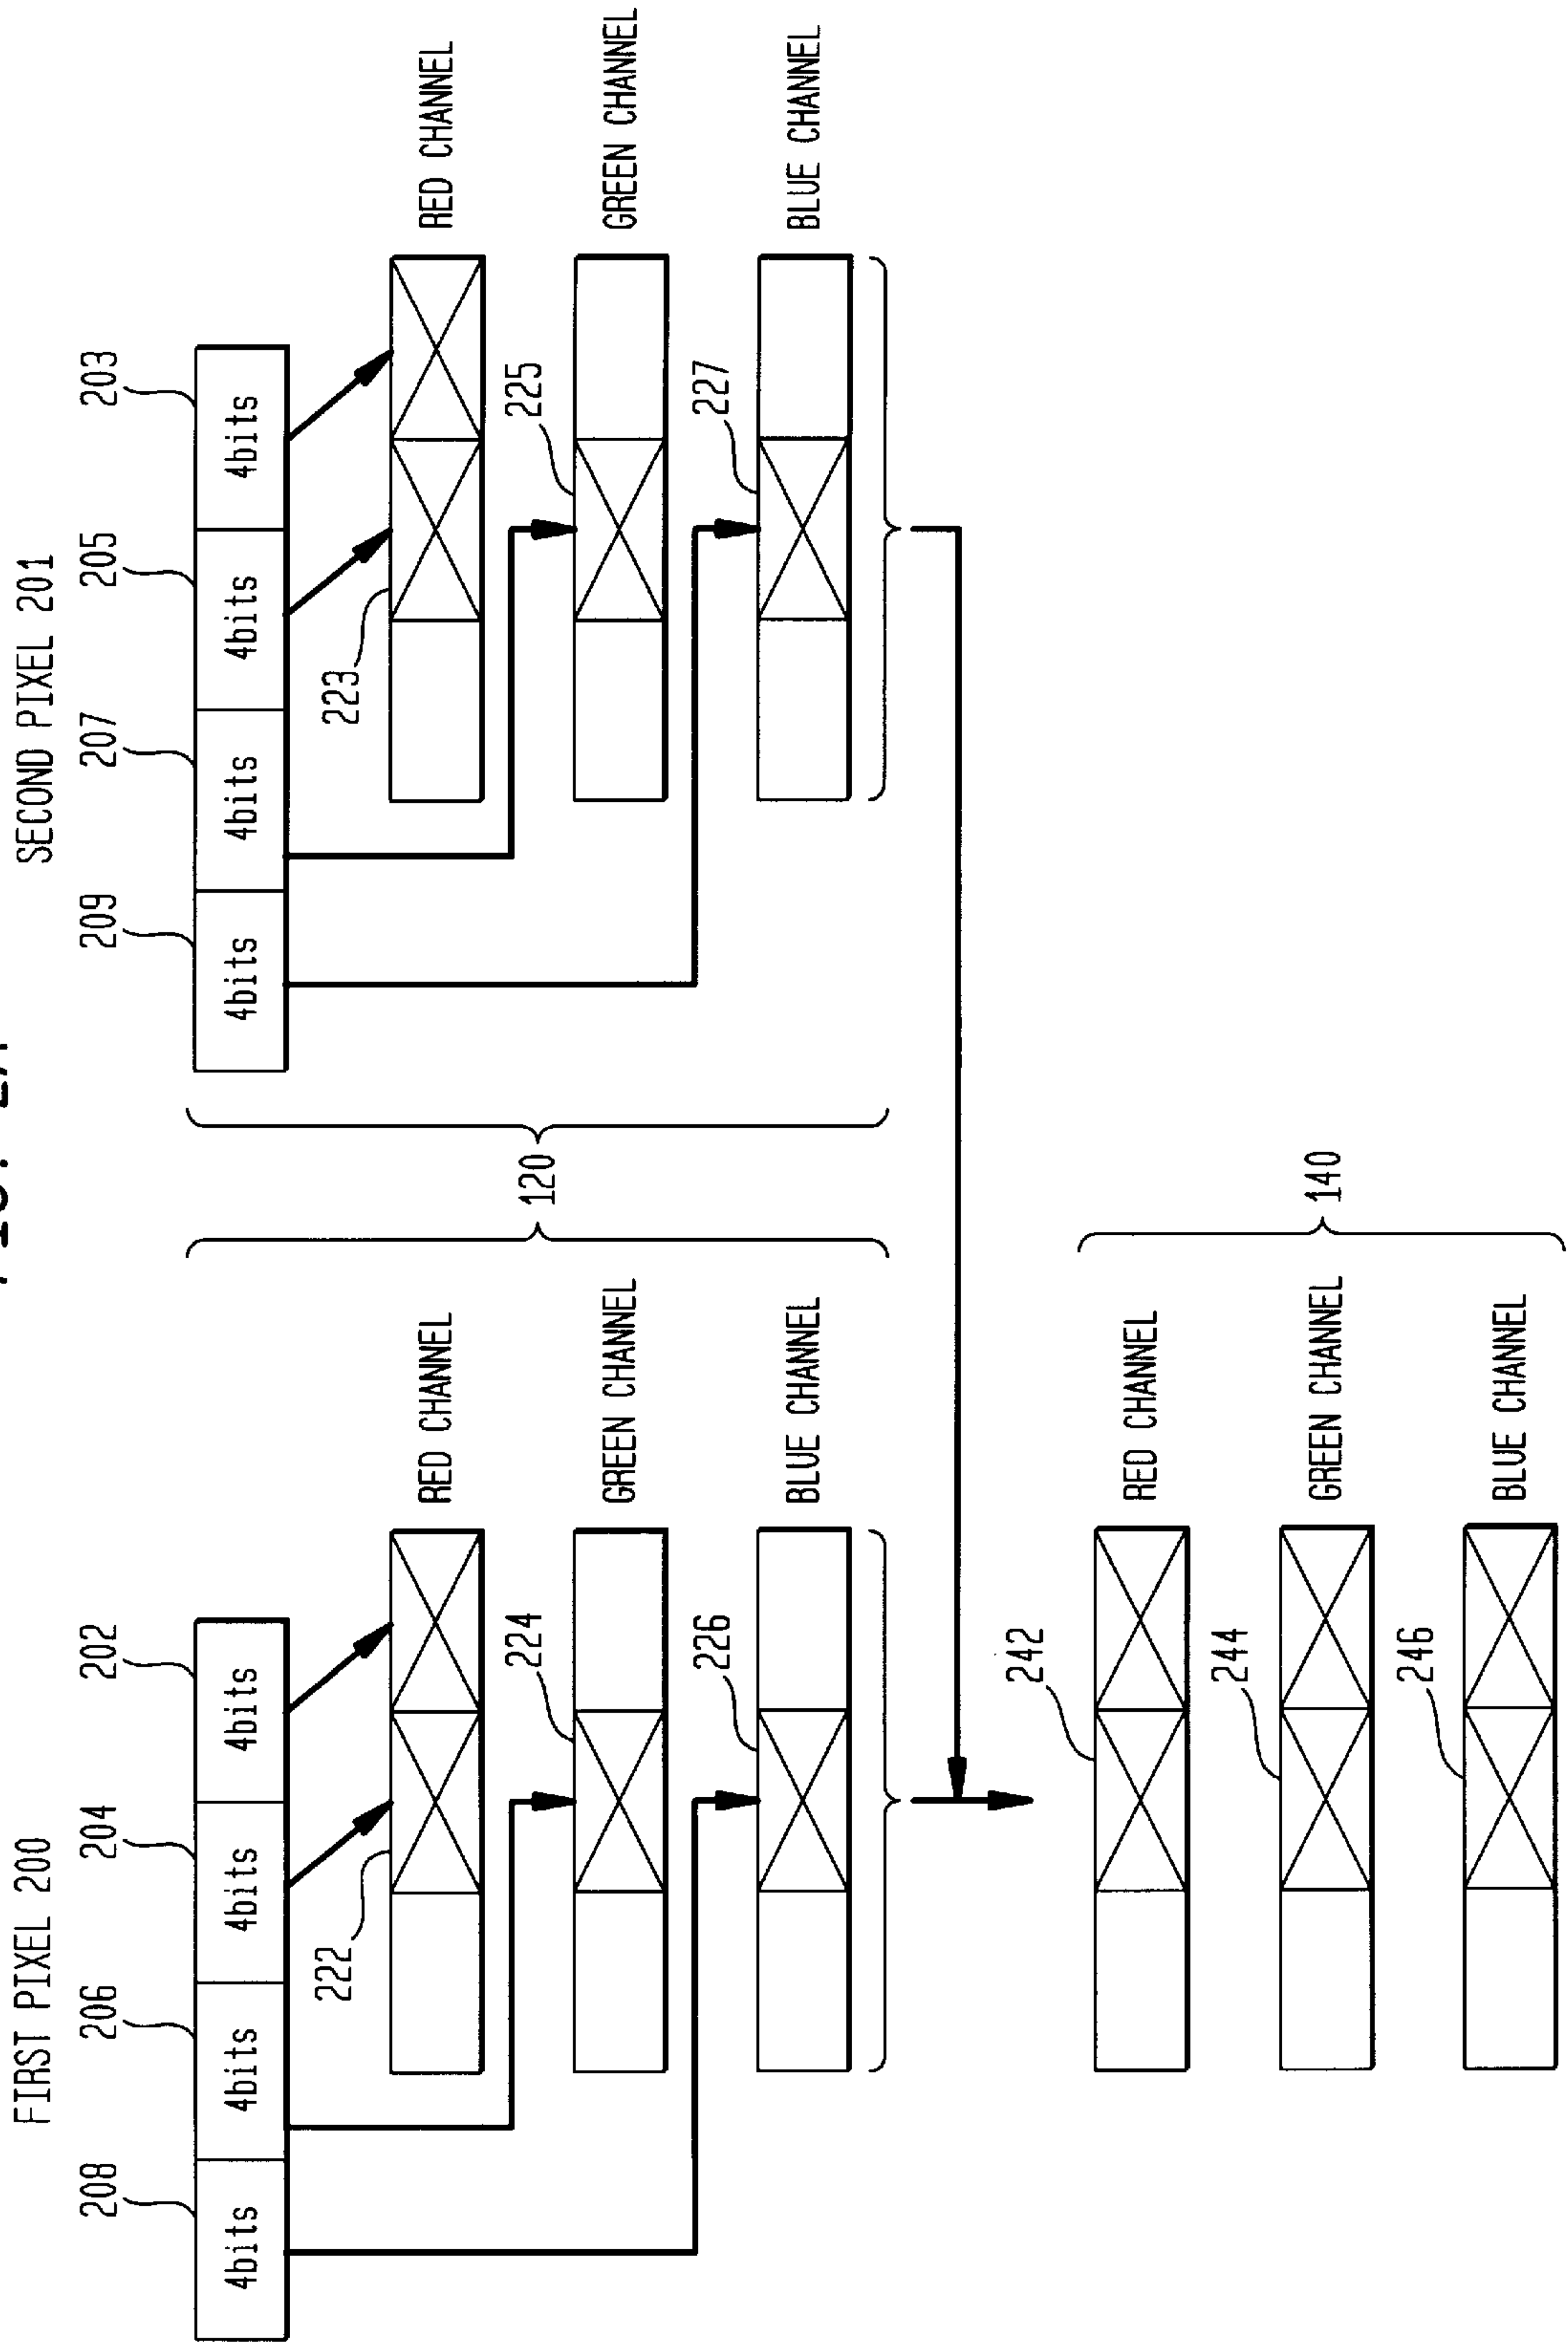 FIRST PIXEL 200
SECOND PIXEL 201
208 206 204 202
209 207 205 203
4bits 4bits 4bits 4bits
4bits 4bits 4bits 4bits
222
RED CHANNEL
223
RED CHANNEL
224
GREEN CHANNEL
225
GREEN CHANNEL
226
BLUE CHANNEL
227
BLUE CHANNEL
120
242
RED CHANNEL
244
GREEN CHANNEL
246
BLUE CHANNEL
140